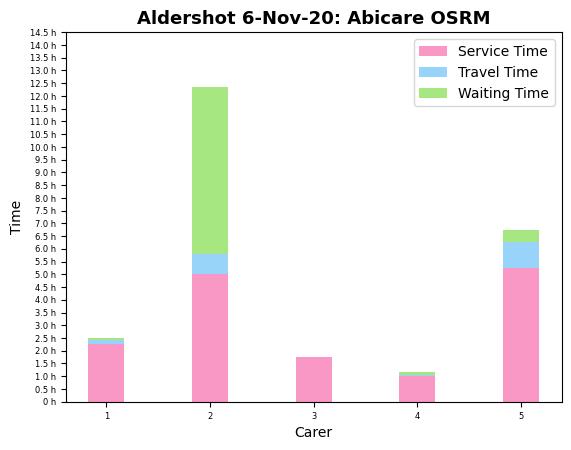 Aldershot 6-Nov-20: Abicare OSRM
Service Time
Travel Time
Waiting Time
Time
14.5 h
14.0 h
13.5 h
13.0 h
12.5 h
12.0 h
11.5 h
11.0 h
10.5 h
10.0 h
9.5 h
9.0 h
8.5 h
8.0 h
7.5 h
7.0 h
6.5 h
6.0 h
5.5 h
5.0 h
4.5 h
4.0 h
3.5 h
3.0 h
2.5 h
2.0 h
1.5 h
1.0 h
0.5 h
0 h
1 2 3 4 5
Carer